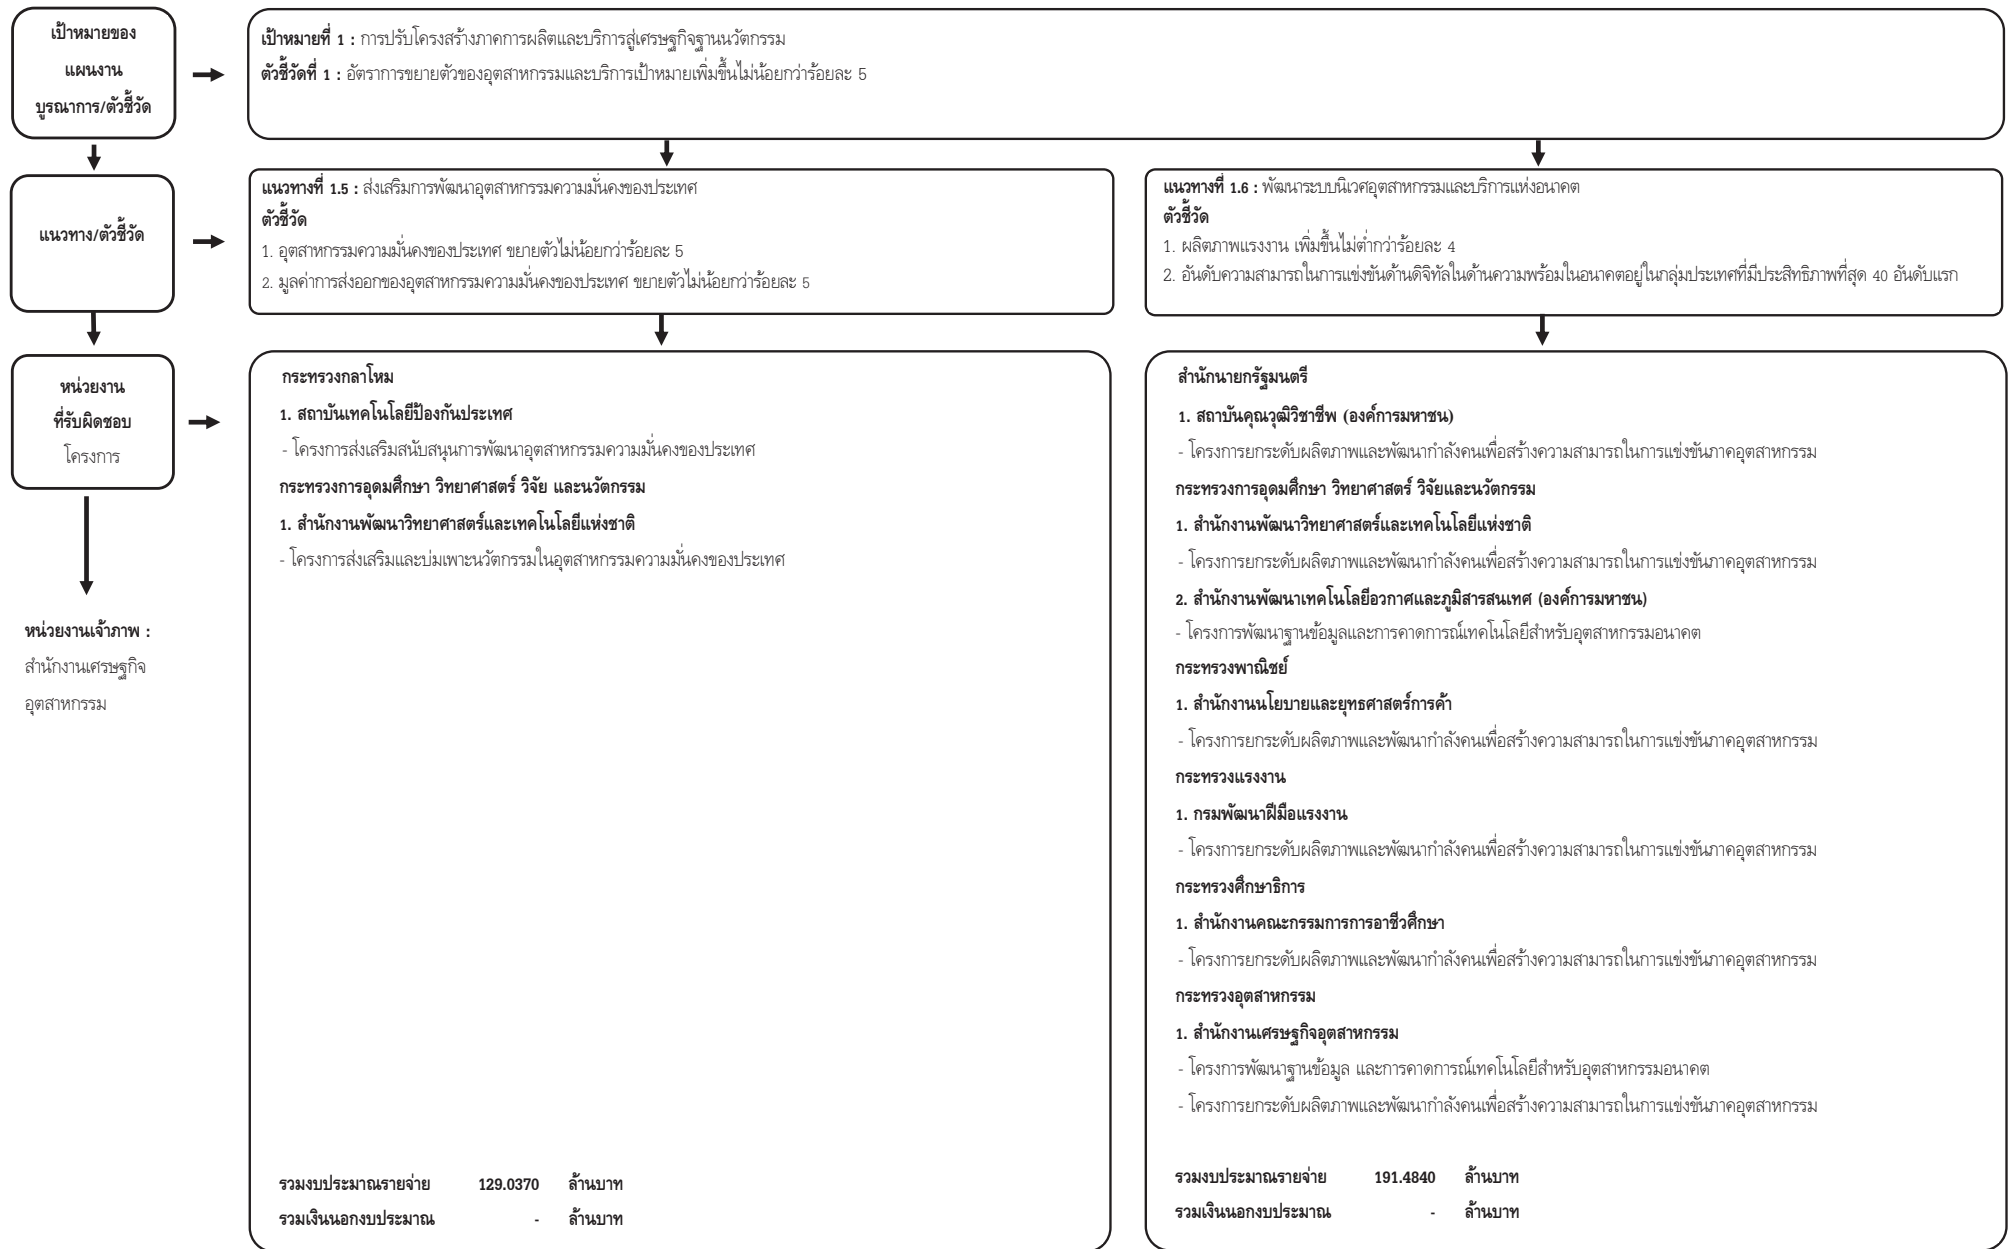 เป้าหมายของ
แผนงาน
บูรณาการ/ตัวชี้วัด
เป้าหมายที่ 1 : การปรับโครงสร้างภาคการผลิตและบริการสู่เศรษฐกิจฐานนวัตกรรม
ตัวชี้วัดที่ 1 : อัตราการขยายตัวของอุตสาหกรรมและบริการเป้าหมายเพิ่มขึ้นไม่น้อยกว่าร้อยละ 5
แนวทาง/ตัวชี้วัด
แนวทางที่ 1.5 : ส่งเสริมการพัฒนาอุตสาหกรรมความมั่นคงของประเทศ
ตัวชี้วัด
1. อุตสาหกรรมความมั่นคงของประเทศ ขยายตัวไม่น้อยกว่าร้อยละ 5
2. มูลค่าการส่งออกของอุตสาหกรรมความมั่นคงของประเทศ ขยายตัวไม่น้อยกว่าร้อยละ 5
แนวทางที่ 1.6 : พัฒนาระบบนิเวศอุตสาหกรรมและบริการแห่งอนาคต
ตัวชี้วัด
1. ผลิตภาพแรงงาน เพิ่มขึ้นไม่ต่ำกว่าร้อยละ 4
2. อันดับความสามารถในการแข่งขันด้านดิจิทัลในด้านความพร้อมในอนาคตอยู่ในกลุ่มประเทศที่มีประสิทธิภาพที่สุด 40 อันดับแรก
หน่วยงาน
ที่รับผิดชอบ
โครงการ
หน่วยงานเจ้าภาพ :
สำนักงานเศรษฐกิจ
อุตสาหกรรม
กระทรวงกลาโหม
1. สถาบันเทคโนโลยีป้องกันประเทศ
- โครงการส่งเสริมสนับสนุนการพัฒนาอุตสาหกรรมความมั่นคงของประเทศ
กระทรวงการอุดมศึกษา วิทยาศาสตร์ วิจัย และนวัตกรรม
1. สำนักงานพัฒนาวิทยาศาสตร์และเทคโนโลยีแห่งชาติ
- โครงการส่งเสริมและบ่มเพาะนวัตกรรมในอุตสาหกรรมความมั่นคงของประเทศ
รวมงบประมาณรายจ่าย 129.0370 ล้านบาท
รวมเงินนอกงบประมาณ - ล้านบาท
สำนักนายกรัฐมนตรี
1. สถาบันคุณวุฒิวิชาชีพ (องค์การมหาชน)
- โครงการยกระดับผลิตภาพและพัฒนากำลังคนเพื่อสร้างความสามารถในการแข่งขันภาคอุตสาหกรรม
กระทรวงการอุดมศึกษา วิทยาศาสตร์ วิจัยและนวัตกรรม
1. สำนักงานพัฒนาวิทยาศาสตร์และเทคโนโลยีแห่งชาติ
- โครงการยกระดับผลิตภาพและพัฒนากำลังคนเพื่อสร้างความสามารถในการแข่งขันภาคอุตสาหกรรม
2. สำนักงานพัฒนาเทคโนโลยีอวกาศและภูมิสารสนเทศ (องค์การมหาชน)
- โครงการพัฒนาฐานข้อมูลและการคาดการณ์เทคโนโลยีสำหรับอุตสาหกรรมอนาคต
กระทรวงพาณิชย์
1. สำนักงานนโยบายและยุทธศาสตร์การค้า
- โครงการยกระดับผลิตภาพและพัฒนากำลังคนเพื่อสร้างความสามารถในการแข่งขันภาคอุตสาหกรรม
กระทรวงแรงงาน
1. กรมพัฒนาฝีมือแรงงาน
- โครงการยกระดับผลิตภาพและพัฒนากำลังคนเพื่อสร้างความสามารถในการแข่งขันภาคอุตสาหกรรม
กระทรวงศึกษาธิการ
1. สำนักงานคณะกรรมการการอาชีวศึกษา
- โครงการยกระดับผลิตภาพและพัฒนากำลังคนเพื่อสร้างความสามารถในการแข่งขันภาคอุตสาหกรรม
กระทรวงอุตสาหกรรม
1. สำนักงานเศรษฐกิจอุตสาหกรรม
- โครงการพัฒนาฐานข้อมูล และการคาดการณ์เทคโนโลยีสำหรับอุตสาหกรรมอนาคต
- โครงการยกระดับผลิตภาพและพัฒนากำลังคนเพื่อสร้างความสามารถในการแข่งขันภาคอุตสาหกรรม
รวมงบประมาณรายจ่าย 191.4840 ล้านบาท
รวมเงินนอกงบประมาณ - ล้านบาท